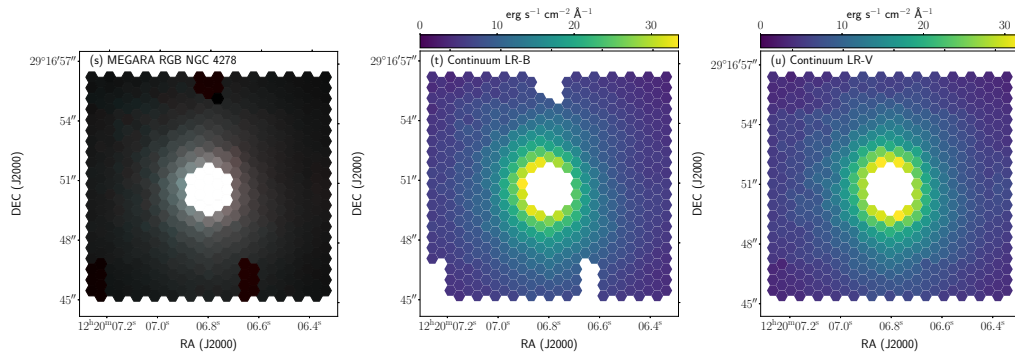 erg s⁻¹ cm⁻² Å⁻¹
0 10 20 30
erg s⁻¹ cm⁻² Å⁻¹
0 10 20 30
(s) MEGARA RGB NGC 4278
29°16′57″
54″
51″
48″
45″
DEC (J2000)
12ʰ20ᵐ07.2ˢ 07.0ˢ 06.8ˢ 06.6ˢ 06.4ˢ
RA (J2000)
(t) Continuum LR-B
29°16′57″
54″
51″
48″
45″
DEC (J2000)
12ʰ20ᵐ07.2ˢ 07.0ˢ 06.8ˢ 06.6ˢ 06.4ˢ
RA (J2000)
(u) Continuum LR-V
29°16′57″
54″
51″
48″
45″
DEC (J2000)
12ʰ20ᵐ07.2ˢ 07.0ˢ 06.8ˢ 06.6ˢ 06.4ˢ
RA (J2000)